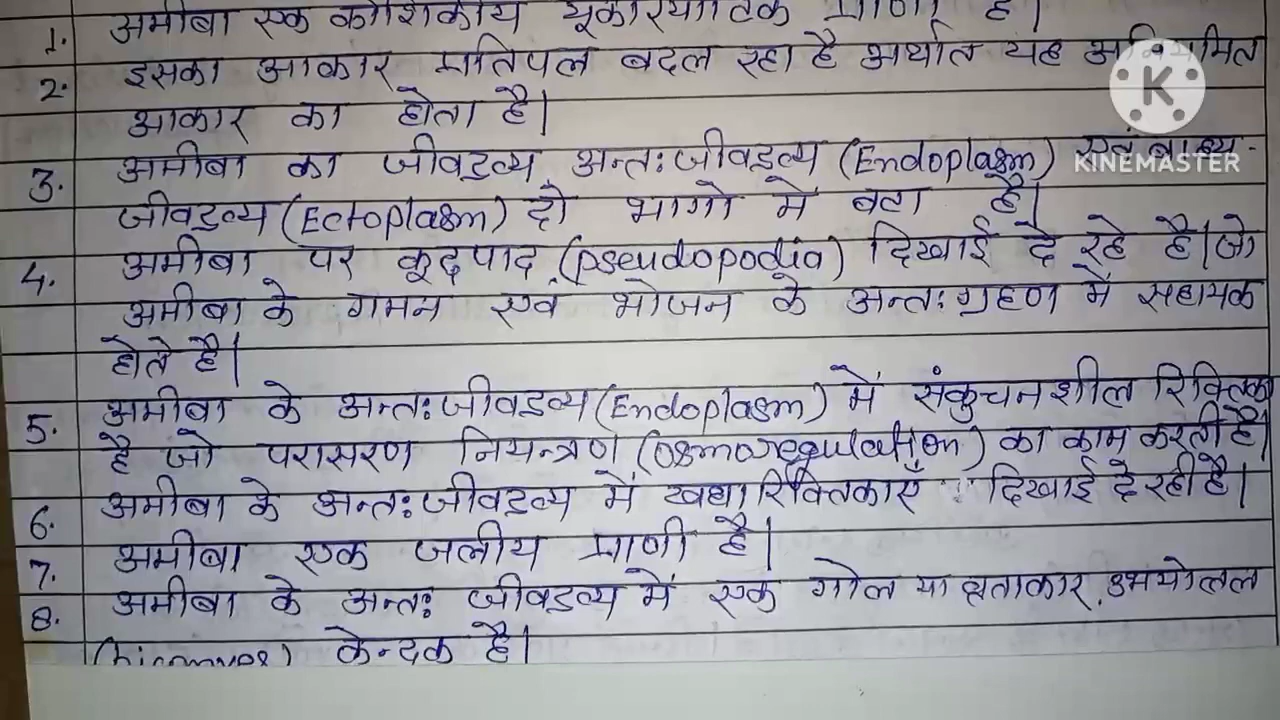 1. अमीबा एक कोशिकीय यूकारयोटिक प्राणी है।
2. इसका आकार प्रतिपल बदल रहा है अर्थात यह अनियमित
आकार का होता है।
3. अमीबा का जीवद्रव्य अन्तःजीवद्रव्य (Endoplasm) एवं बाह्य-
जीवद्रव्य (Ectoplasm) दो भागो में बटा है।
4. अमीबा पर कूदपाद (pseudopodia) दिखाई दे रहे है। जो
अमीबा के गमन एवं भोजन के अन्तःग्रहण में सहायक
होते है।
5. अमीबा के अन्तःजीवद्रव्य (Endoplasm) में संकुचनशील रिक्तिका
है जो परासरण नियन्त्रण (osmoregulation) का काम करती है।
6. अमीबा के अन्तःजीवद्रव्य में खाद्य रिक्तिकाएँ दिखाई दे रही है।
7. अमीबा एक जलीय प्राणी है।
8. अमीबा के अन्तः जीवद्रव्य में एक गोल या वृताकार, उभयोतल
केन्दक है।
K
KINEMASTER